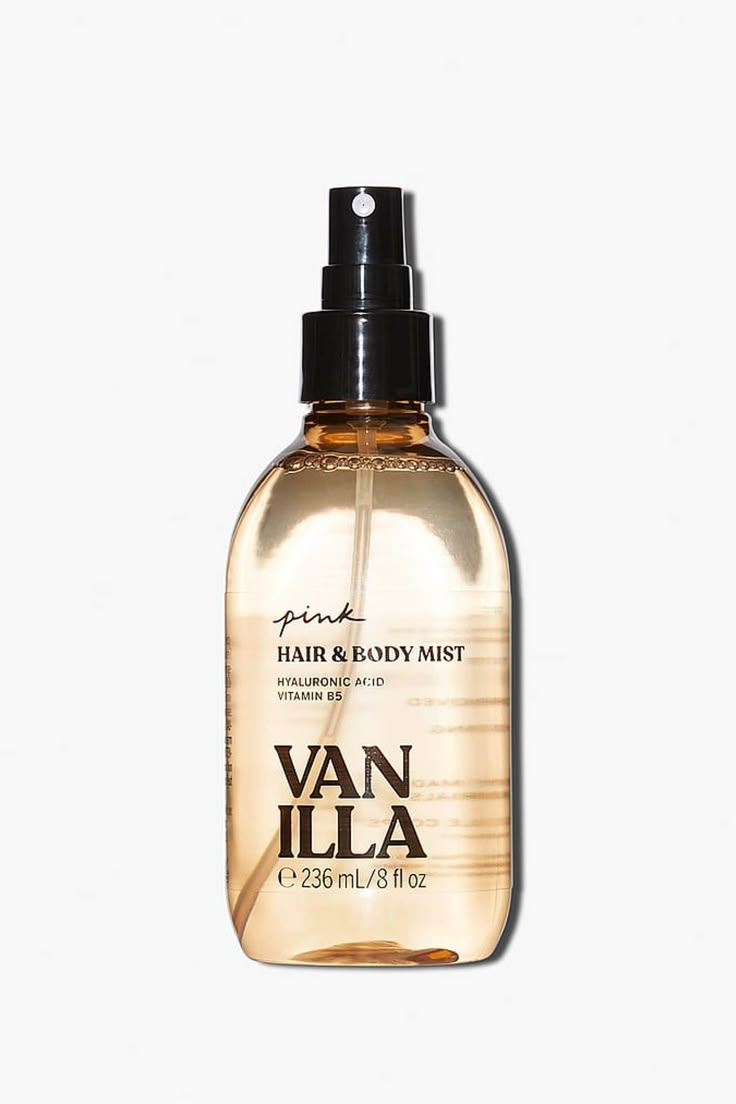 pink
HAIR & BODY MIST
HYALURONIC ACID
VITAMIN B5
VAN
ILLA
℮ 236 mL/8 fl oz